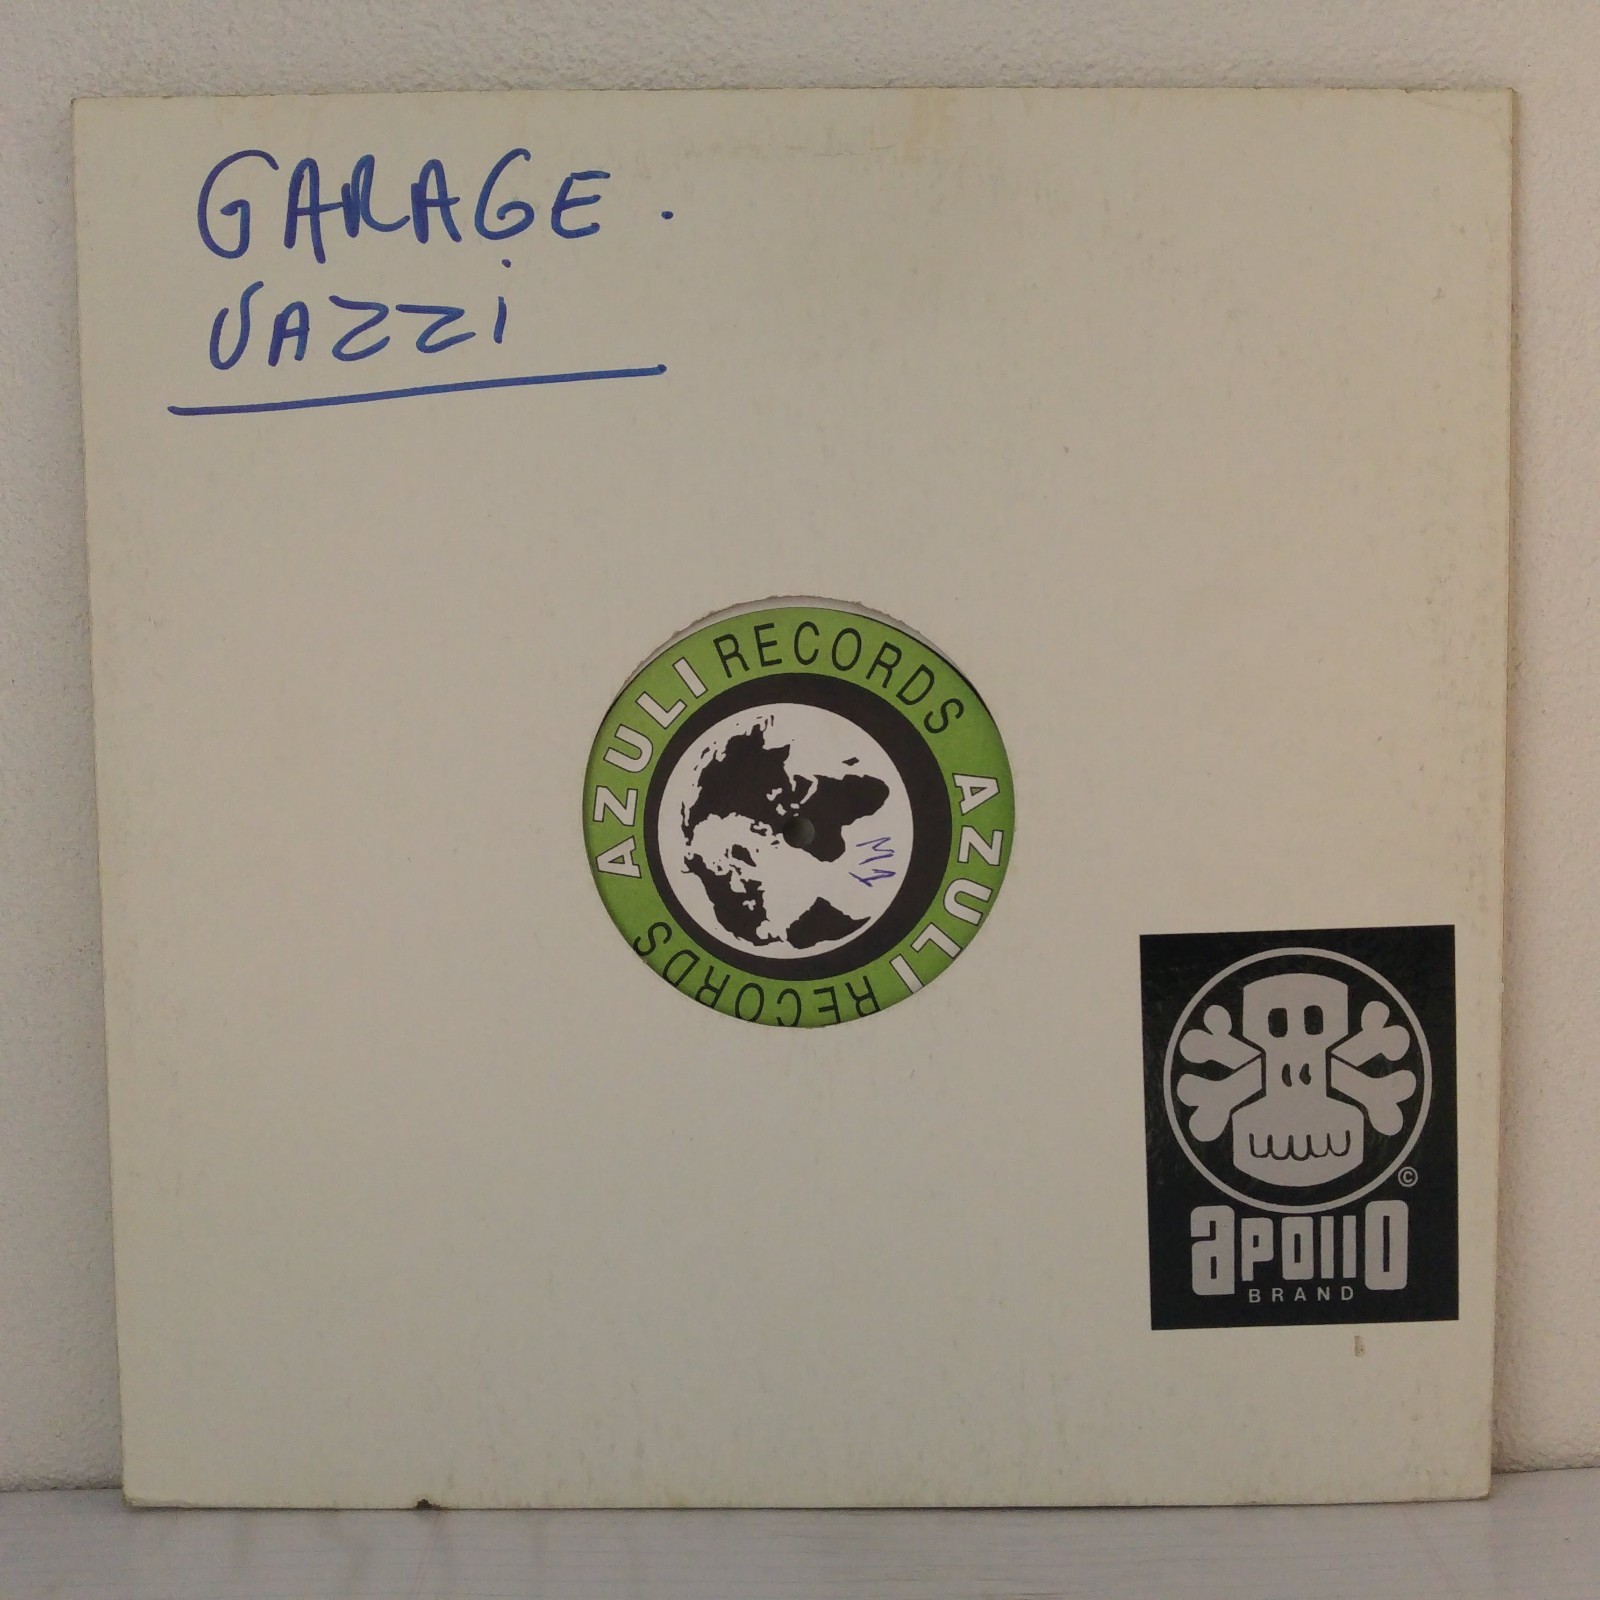 GARAGE.
JAZZI
AZULI RECORDS AZULI RECORDS
©
apollo
BRAND